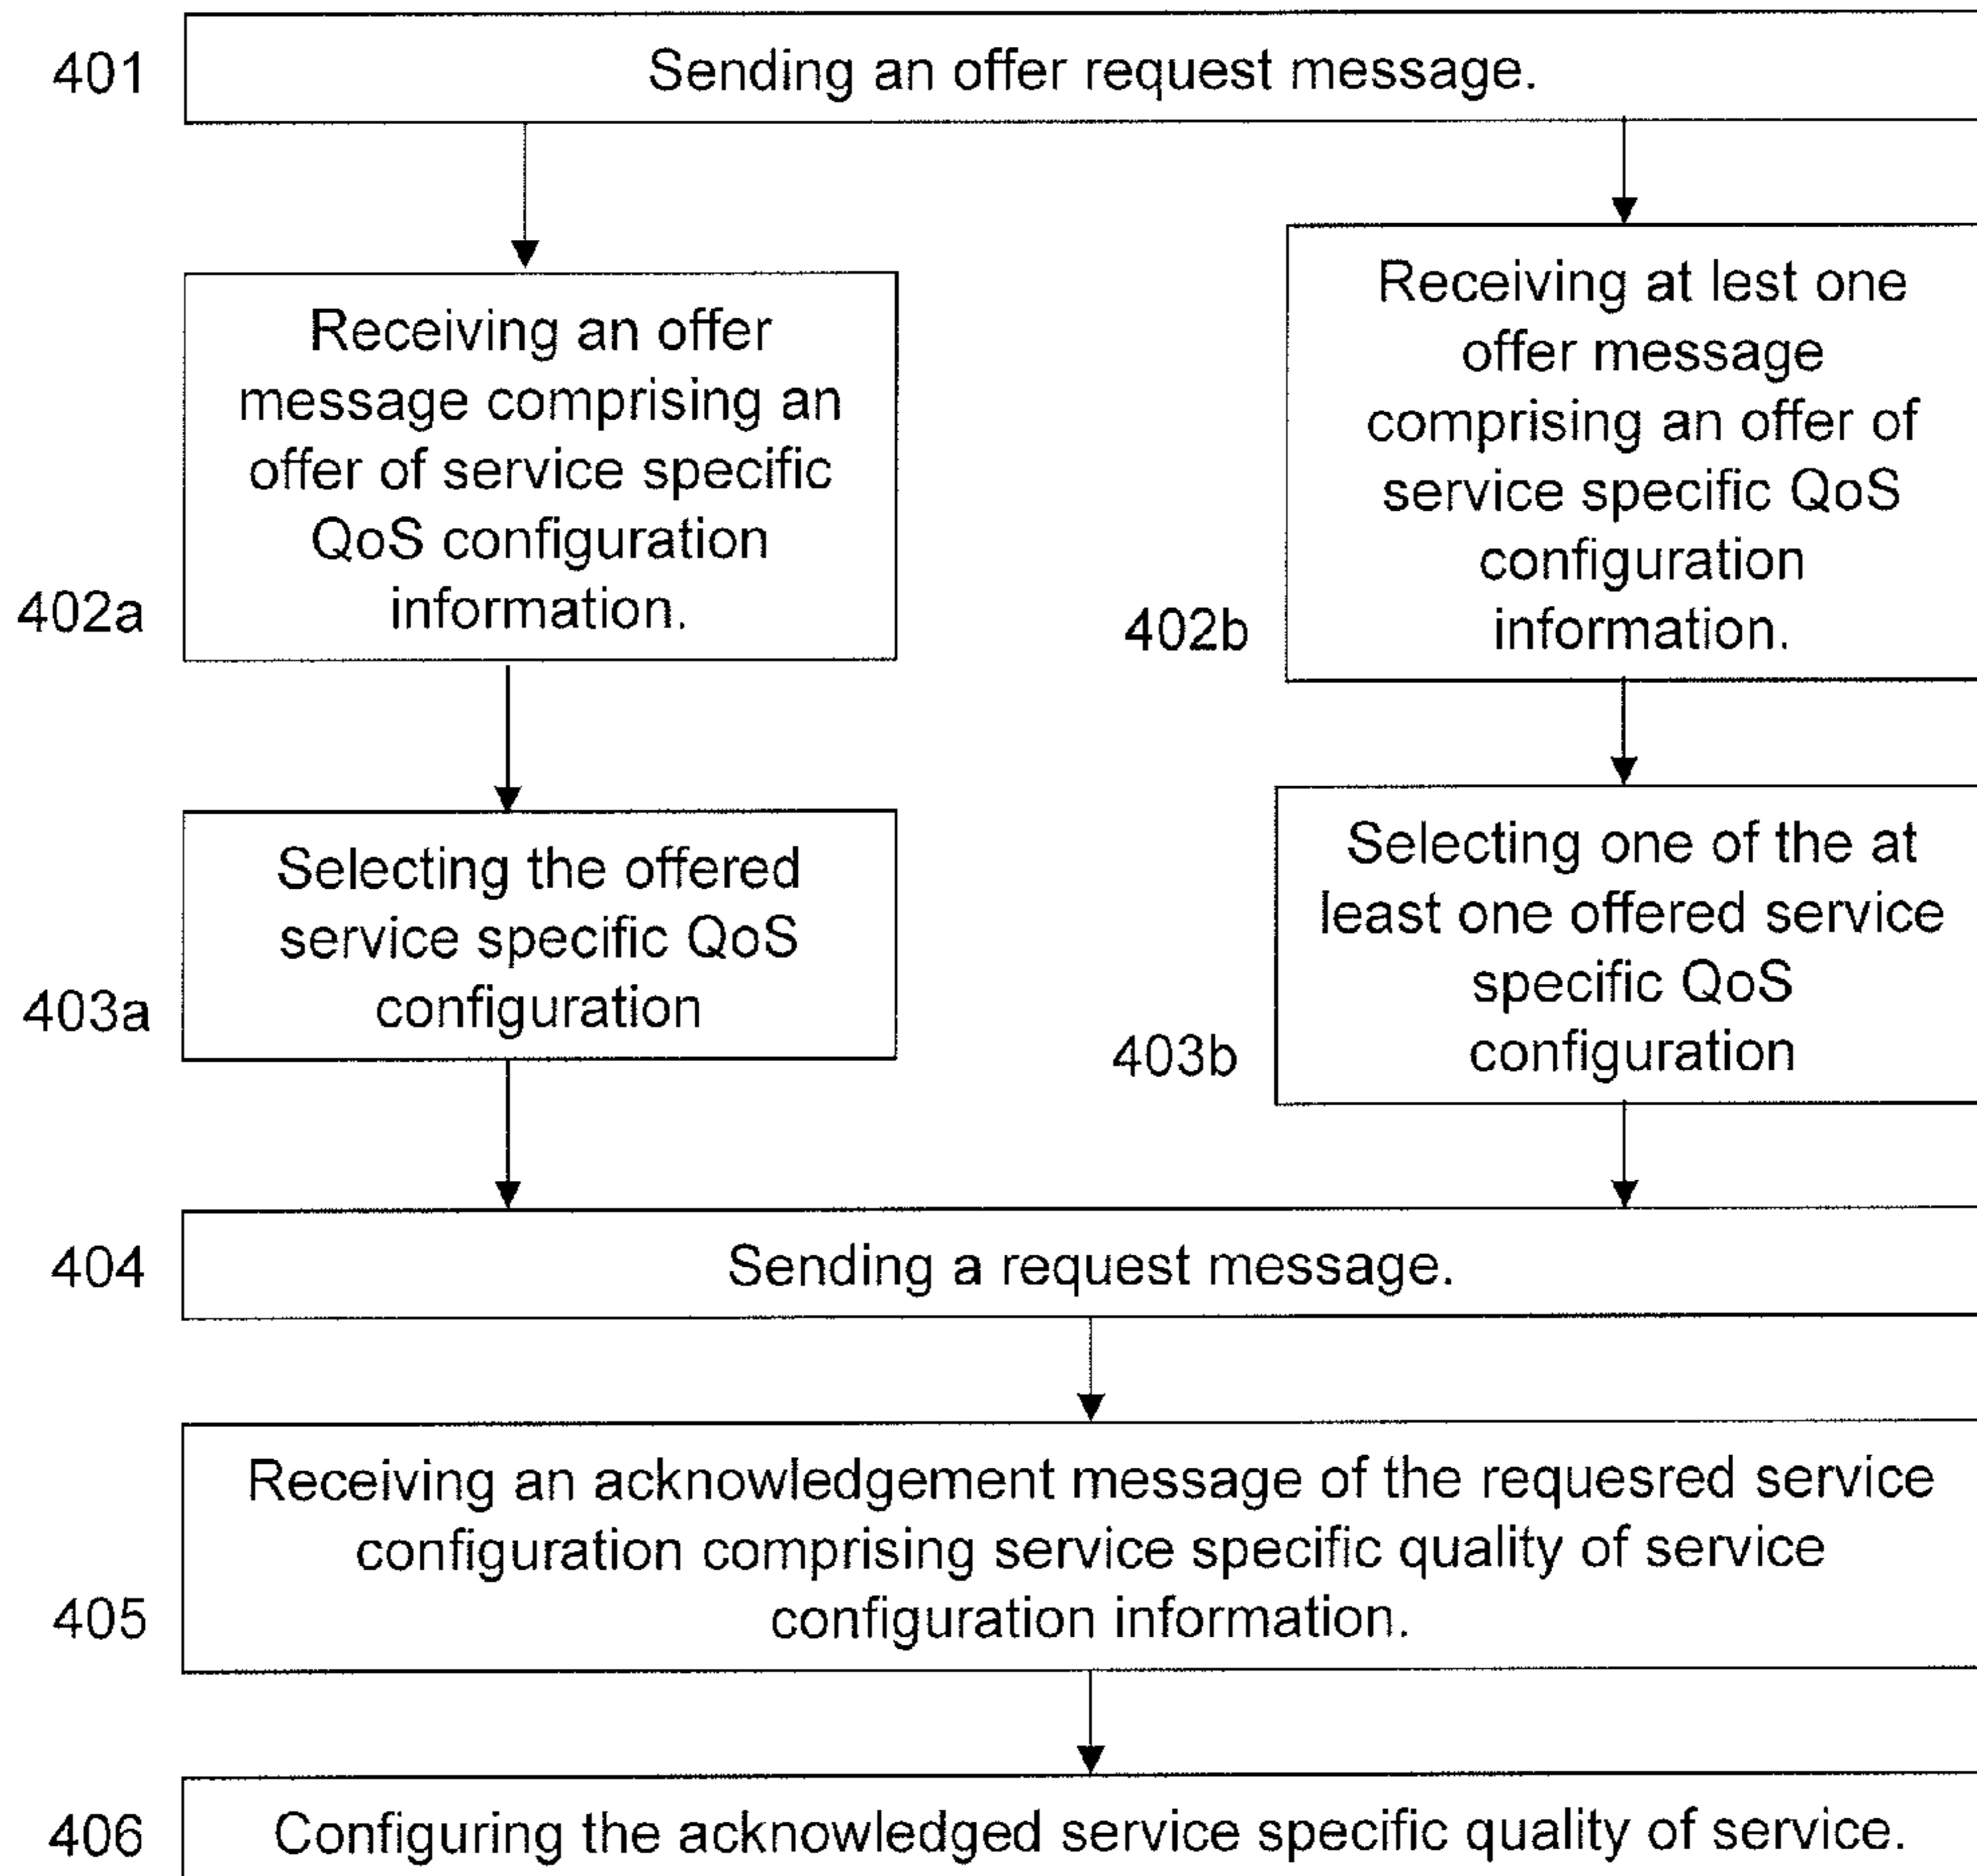 401
Sending an offer request message.
Receiving an offer
message comprising an
offer of service specific
QoS configuration
information.
402a
Receiving at lest one
offer message
comprising an offer of
service specific QoS
configuration
information.
402b
Selecting the offered
service specific QoS
configuration
403a
Selecting one of the at
least one offered service
specific QoS
configuration
403b
404
Sending a request message.
Receiving an acknowledgement message of the requesred service
configuration comprising service specific quality of service
configuration information.
405
406
Configuring the acknowledged service specific quality of service.